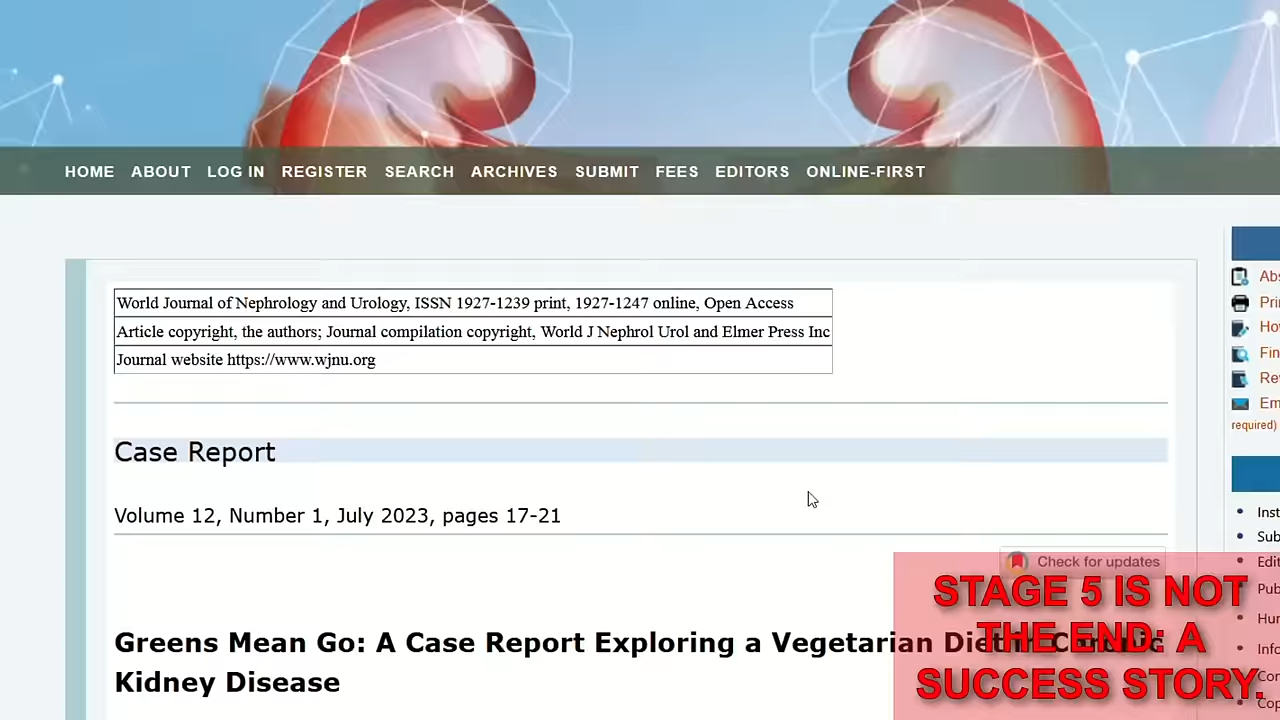 HOME ABOUT LOG IN REGISTER SEARCH ARCHIVES SUBMIT FEES EDITORS ONLINE-FIRST
World Journal of Nephrology and Urology, ISSN 1927-1239 print, 1927-1247 online, Open Access
Article copyright, the authors; Journal compilation copyright, World J Nephrol Urol and Elmer Press Inc
Journal website https://www.wjnu.org
Case Report
Volume 12, Number 1, July 2023, pages 17-21
Check for updates
Greens Mean Go: A Case Report Exploring a Vegetarian Diet in Chronic
Kidney Disease
STAGE 5 IS NOT
THE END: A
SUCCESS STORY.
required)